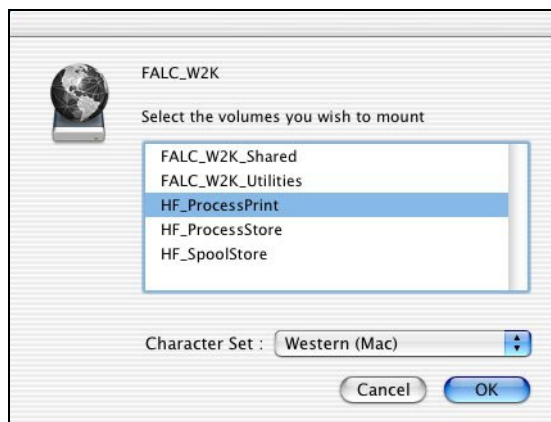 FALC_W2K
Select the volumes you wish to mount
FALC_W2K_Shared
FALC_W2K_Utilities
HF_ProcessPrint
HF_ProcessStore
HF_SpoolStore
Character Set : Western (Mac)
Cancel OK